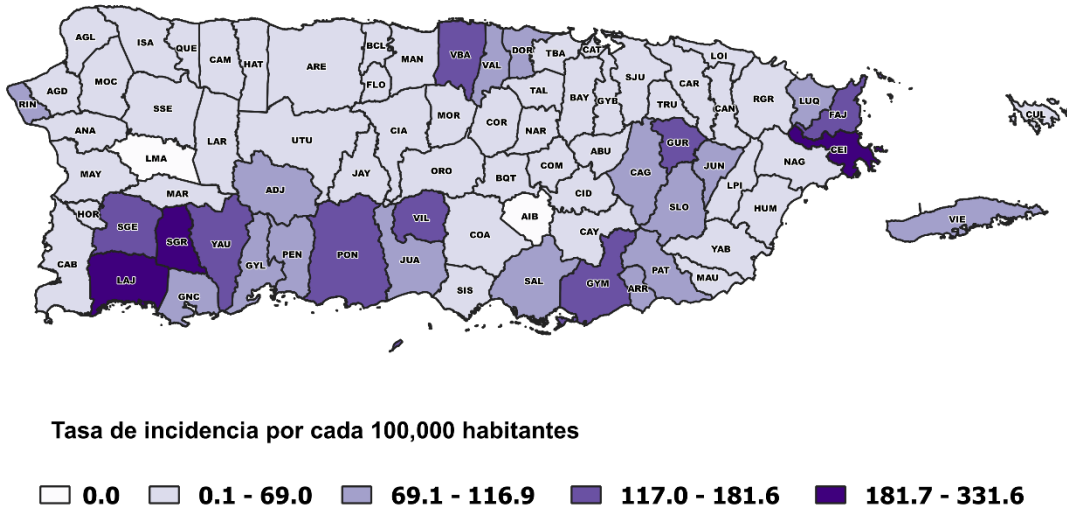 AGL
ISA
QUE
CAM
HAT
ARE
BCL
MAN
VBA
VAL
DOR
TBA
CAT
LOI
FLO
SJU
CAR
MOC
AGD
RIN
SSE
TAL
BAY
GYB
TRU
CAN
RGR
LUQ
FAJ
CUL
ANA
LAR
UTU
CIA
MOR
COR
NAR
LMA
ABU
GUR
CEI
MAY
JAY
ORO
BQT
COM
CAG
JUN
NAG
MAR
ADJ
CID
LPI
HOR
SGE
SGR
YAU
VIL
COA
AIB
SLO
HUM
VIE
CAB
GYL
PEN
PON
JUA
CAY
YAB
LAJ
GNC
SIS
SAL
GYM
ARR
PAT
MAU
Tasa de incidencia por cada 100,000 habitantes
0.0 0.1 - 69.0 69.1 - 116.9 117.0 - 181.6 181.7 - 331.6